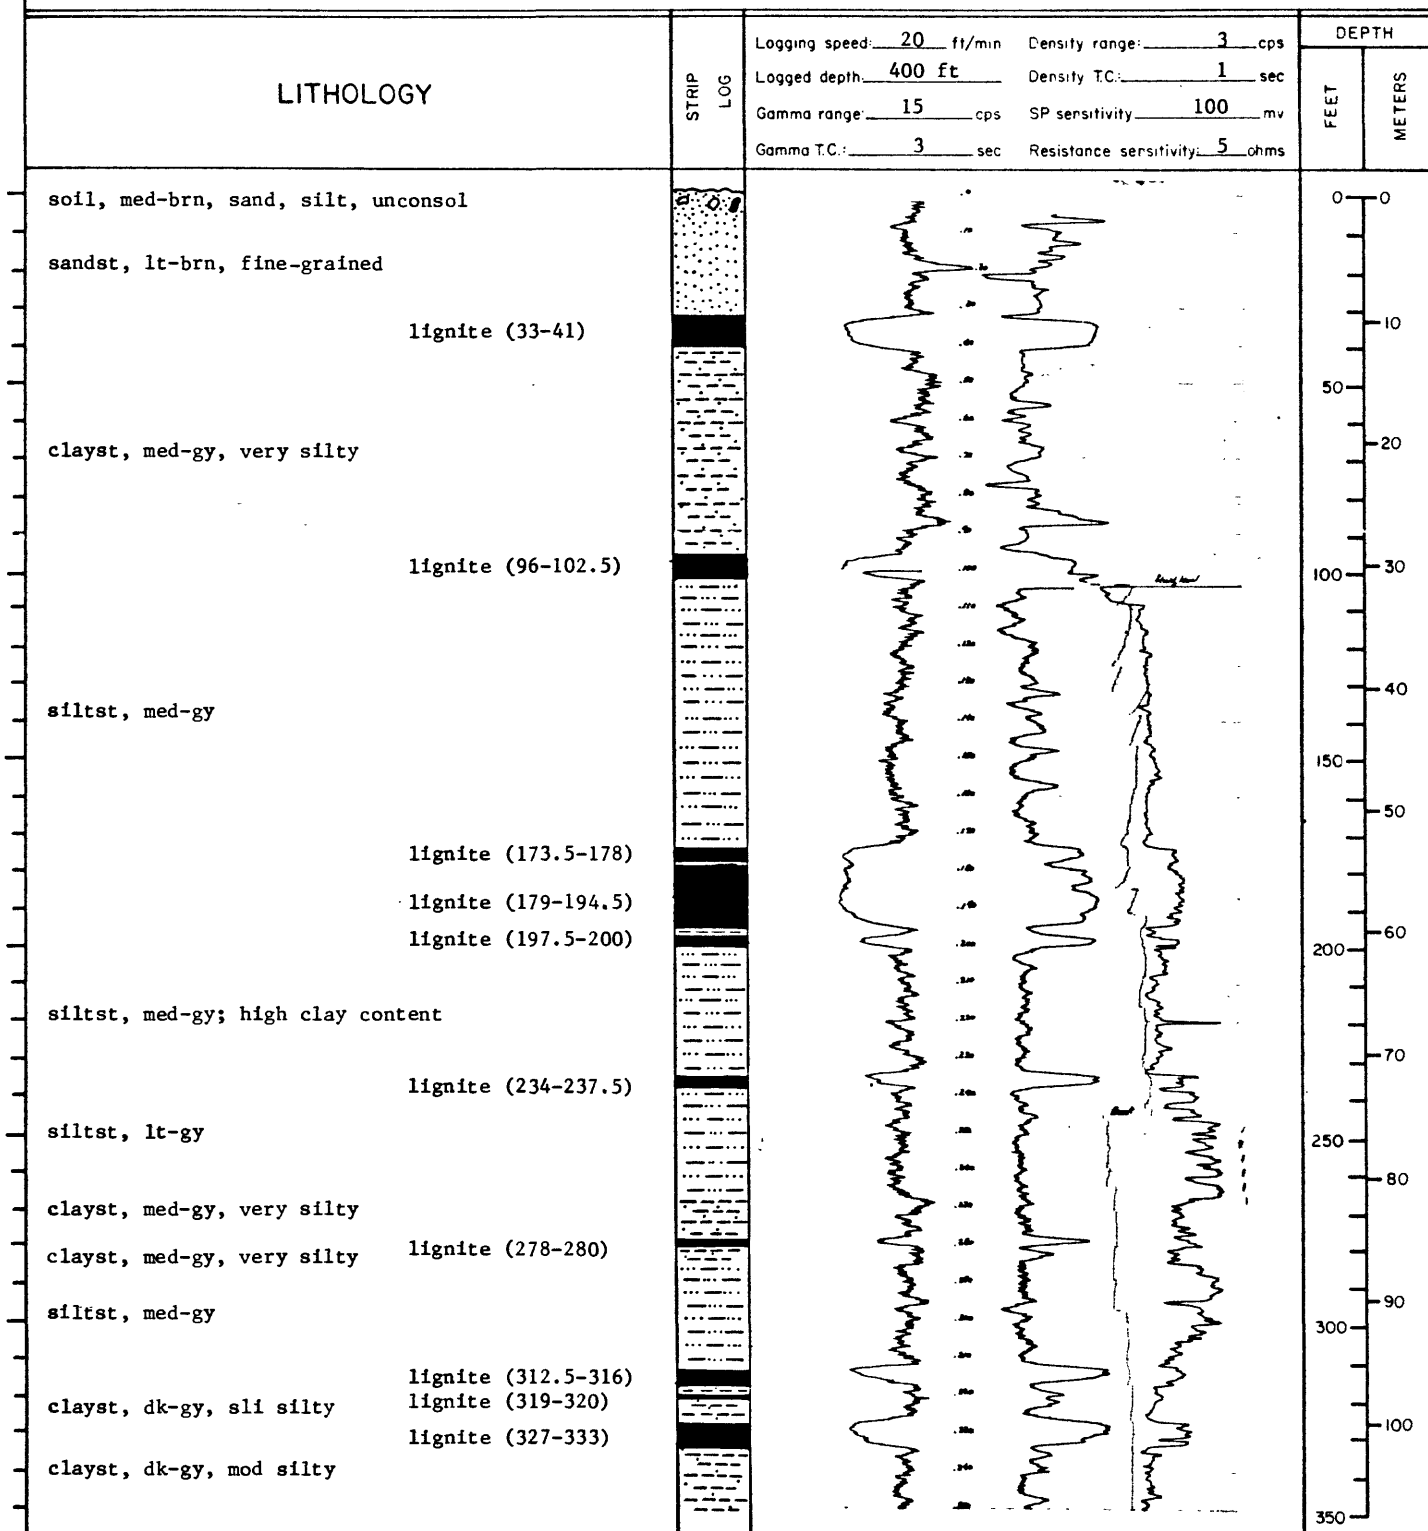 LITHOLOGY
STRIP LOG
Logging speed: 20 ft/min Density range: 3 cps
Logged depth: 400 ft Density T.C.: 1 sec
Gamma range: 15 cps SP sensitivity 100 mv
Gamma T.C.: 3 sec Resistance sensitivity: 5 ohms
DEPTH
FEET
METERS
soil, med-brn, sand, silt, unconsol
0 0
sandst, lt-brn, fine-grained
lignite (33-41)
10
50
clayst, med-gy, very silty
20
lignite (96-102.5)
100 30
siltst, med-gy
40
150
50
lignite (173.5-178)
lignite (179-194.5)
lignite (197.5-200)
60
200
siltst, med-gy; high clay content
70
lignite (234-237.5)
siltst, lt-gy
250
80
clayst, med-gy, very silty
lignite (278-280)
clayst, med-gy, very silty
90
siltst, med-gy
300
lignite (312.5-316)
lignite (319-320)
clayst, dk-gy, sli silty
100
lignite (327-333)
clayst, dk-gy, mod silty
350